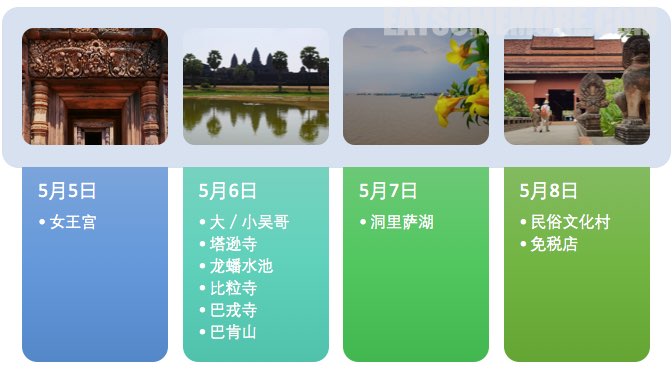 EATSOMEMORE.COM
5月5日
•女王宫
5月6日
•大／小吴哥
•塔逊寺
•龙蟠水池
•比粒寺
•巴戎寺
•巴肯山
5月7日
•洞里萨湖
5月8日
•民俗文化村
•免税店